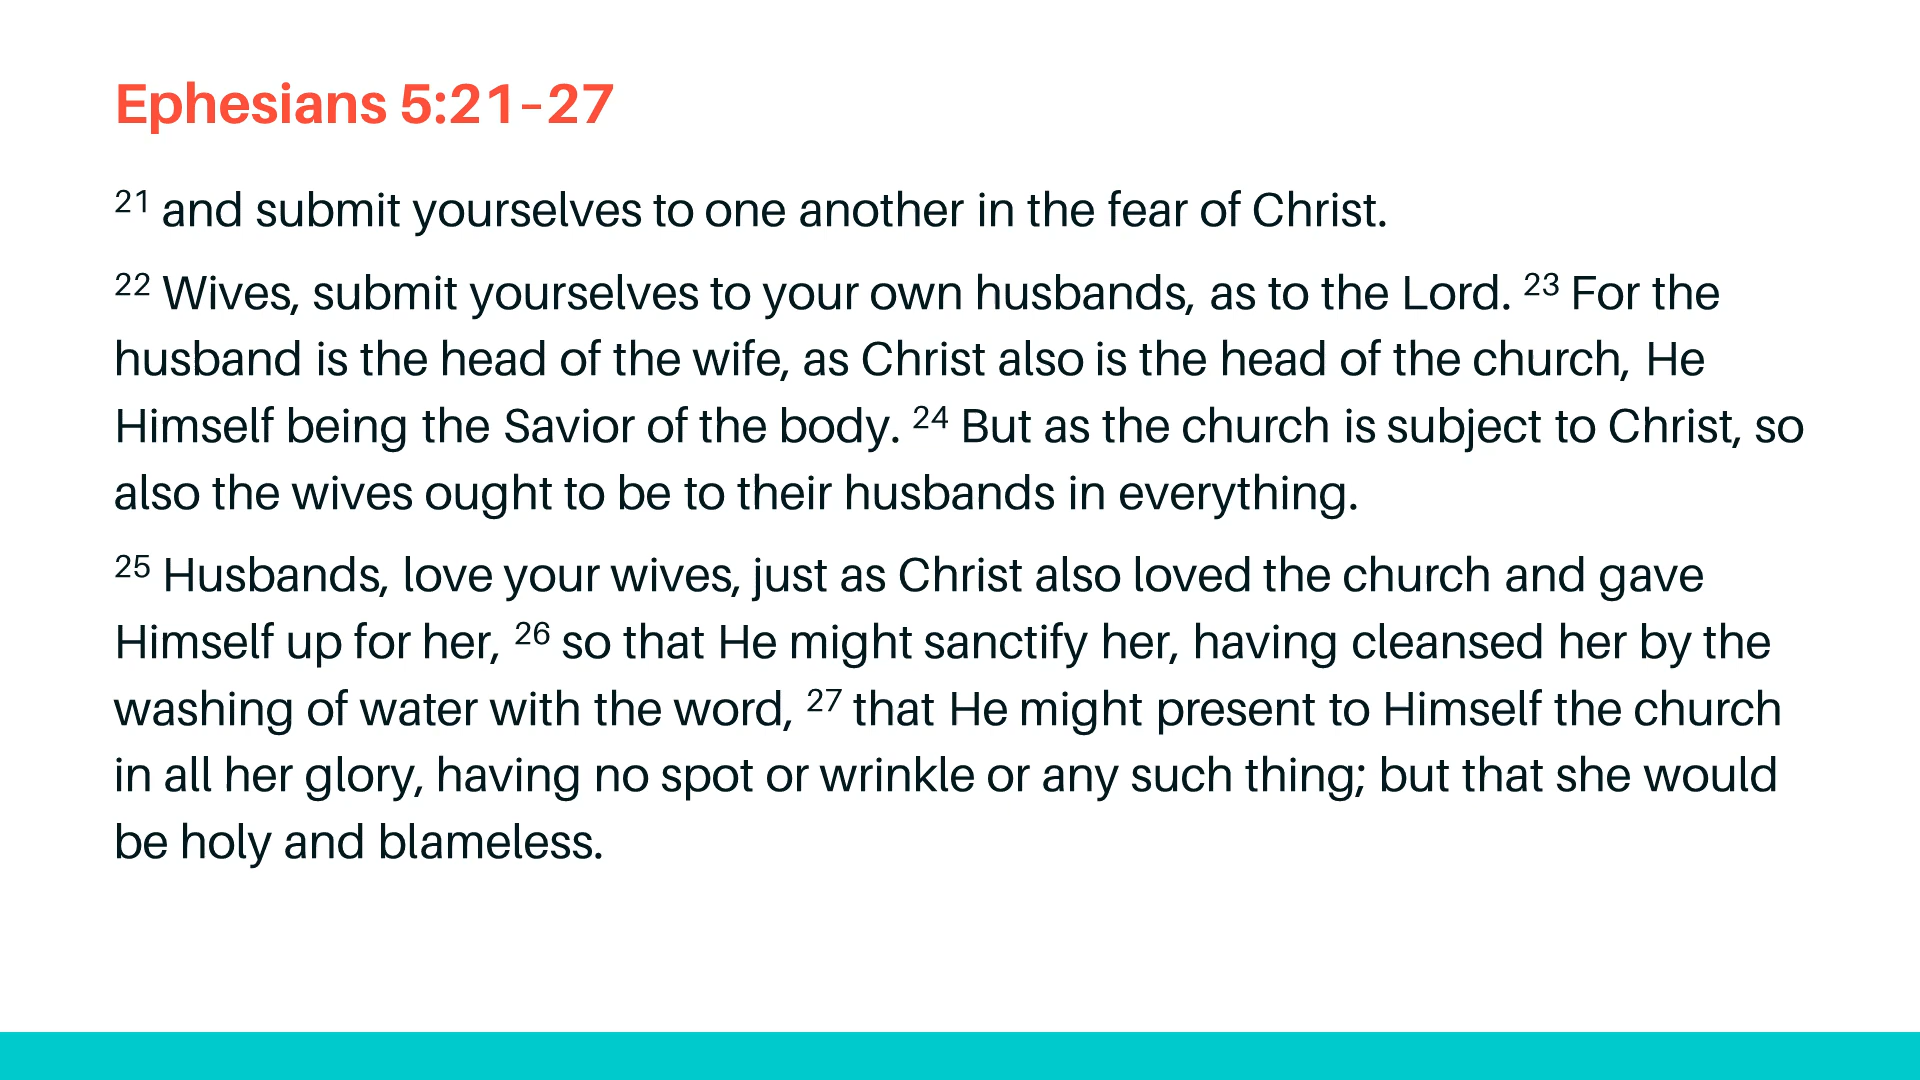 Ephesians 5:21–27
21 and submit yourselves to one another in the fear of Christ.
22 Wives, submit yourselves to your own husbands, as to the Lord. 23 For the
husband is the head of the wife, as Christ also is the head of the church, He
Himself being the Savior of the body. 24 But as the church is subject to Christ, so
also the wives ought to be to their husbands in everything.
25 Husbands, love your wives, just as Christ also loved the church and gave
Himself up for her, 26 so that He might sanctify her, having cleansed her by the
washing of water with the word, 27 that He might present to Himself the church
in all her glory, having no spot or wrinkle or any such thing; but that she would
be holy and blameless.